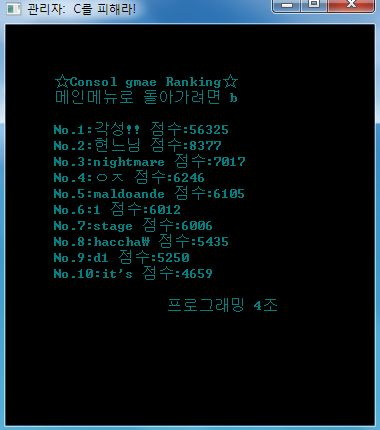 관리자: C를 피해라!
☆Consol gmae Ranking☆
메인메뉴로 돌아가려면 b
No.1:각성!! 점수:56325
No.2:현느님 점수:8377
No.3:nightmare 점수:7017
No.4:ㅇㅈ 점수:6246
No.5:maldoande 점수:6105
No.6:1 점수:6012
No.7:stage 점수:6006
No.8:haccha₩ 점수:5435
No.9:d1 점수:5250
No.10:it's 점수:4659
프로그래밍 4조